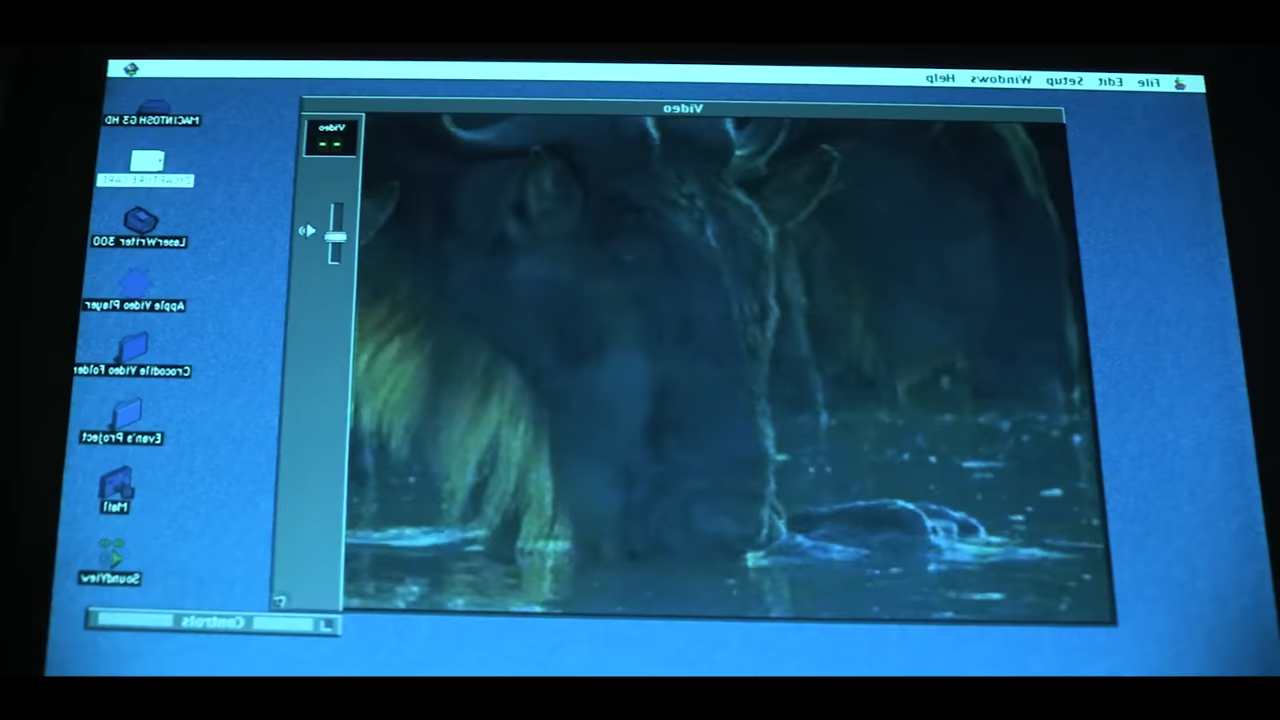 File Edit Setup Windows Help
Video
Video
MACINTOSH G3 HD
LaserWriter 300
Apple Video Player
Crocodile Video Folder
Evan's Project
Mail
SoundView
Controls